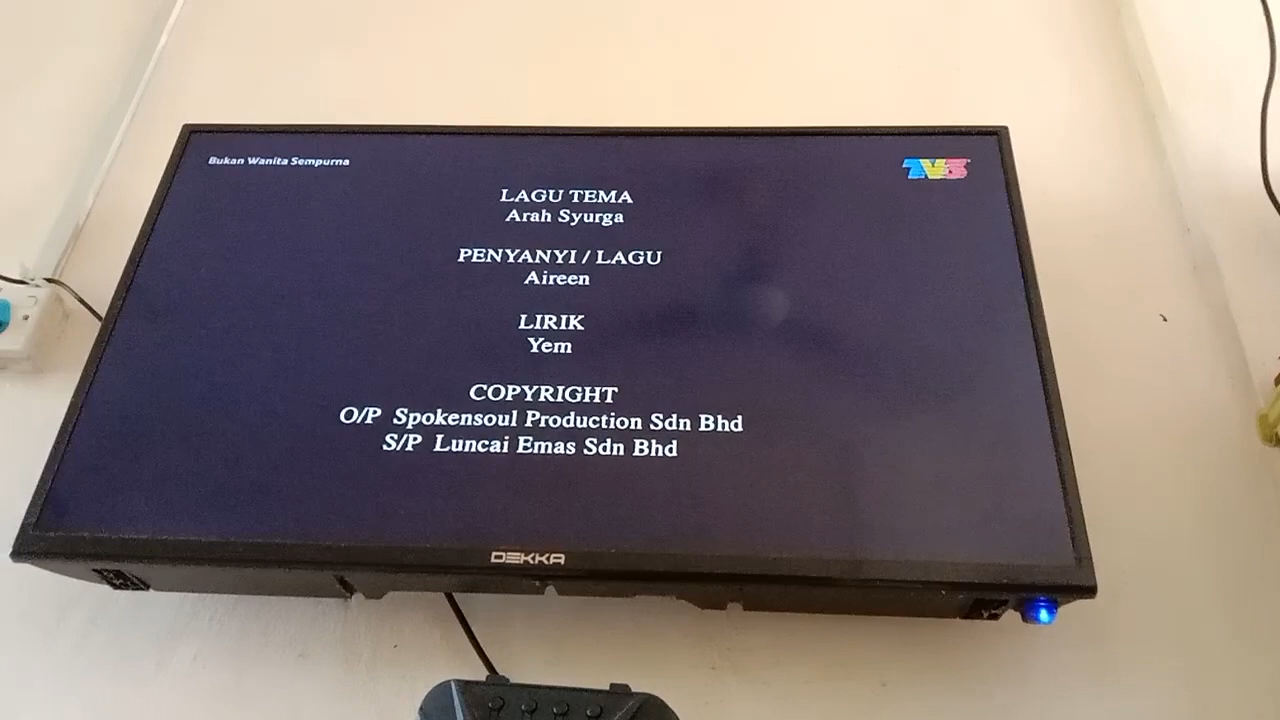 Bukan Wanita Sempurna
TV3
LAGU TEMA
Arah Syurga
PENYANYI / LAGU
Aireen
LIRIK
Yem
COPYRIGHT
O/P Spokensoul Production Sdn Bhd
S/P Luncai Emas Sdn Bhd
DEKKA